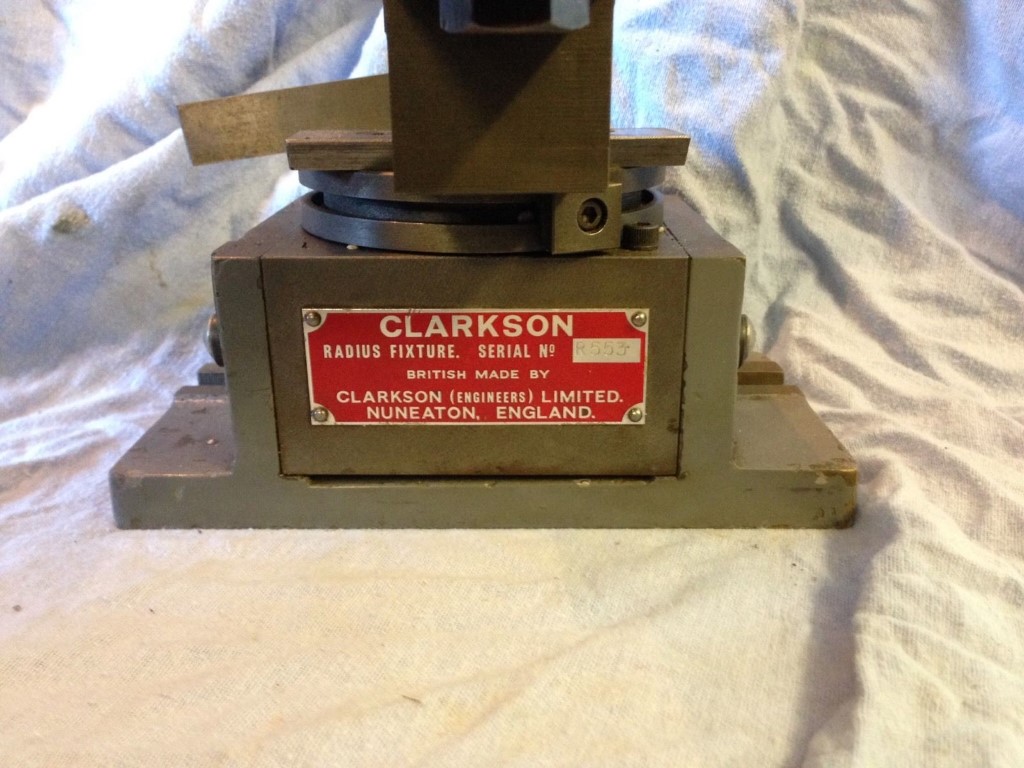 CLARKSON
RADIUS FIXTURE. SERIAL Nº R553
BRITISH MADE BY
CLARKSON (ENGINEERS) LIMITED.
NUNEATON, ENGLAND.